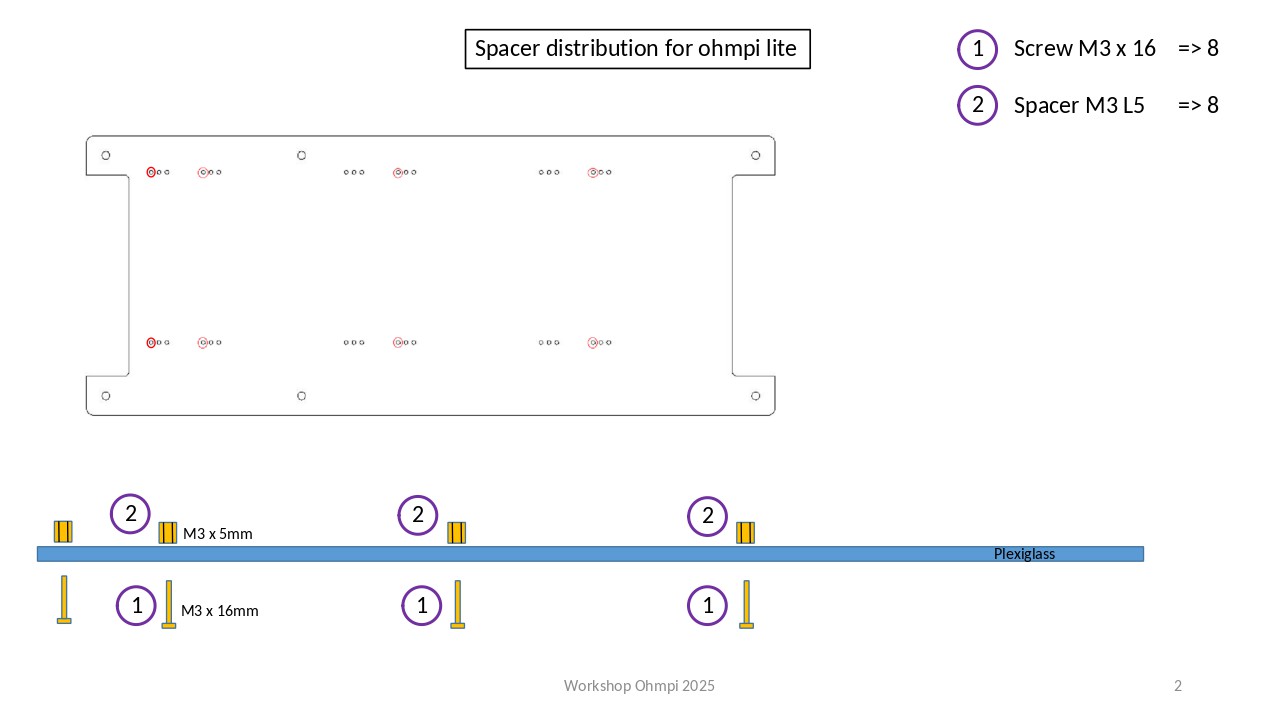 Spacer distribution for ohmpi lite
1 Screw M3 x 16 => 8
2 Spacer M3 L5 => 8
2 M3 x 5mm 2 2
Plexiglass
1 M3 x 16mm 1 1
Workshop Ohmpi 2025 2